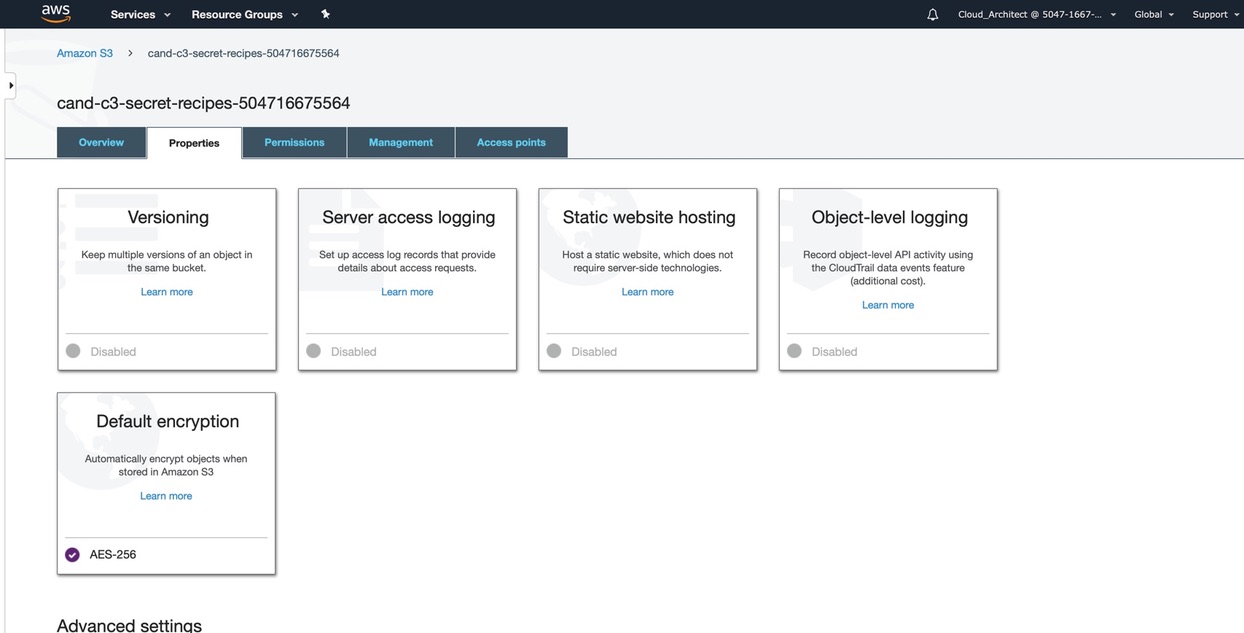 aws Services Resource Groups Cloud_Architect @ 5047-1667-... Global Support
Amazon S3 > cand-c3-secret-recipes-504716675564
cand-c3-secret-recipes-504716675564
Overview Properties Permissions Management Access points
Versioning
Keep multiple versions of an object in
the same bucket.
Learn more
Disabled
Server access logging
Set up access log records that provide
details about access requests.
Learn more
Disabled
Static website hosting
Host a static website, which does not
require server-side technologies.
Learn more
Disabled
Object-level logging
Record object-level API activity using
the CloudTrail data events feature
(additional cost).
Learn more
Disabled
Default encryption
Automatically encrypt objects when
stored in Amazon S3
Learn more
AES-256
Advanced settings